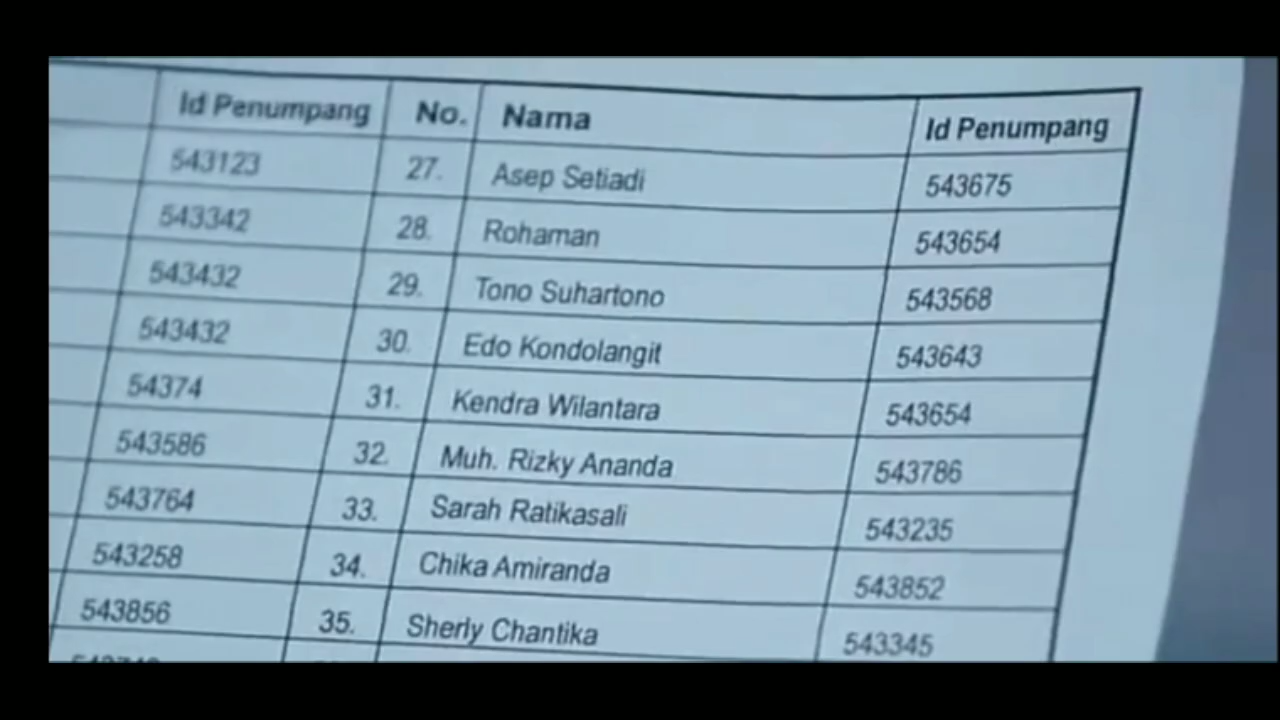 Id Penumpang No. Nama Id Penumpang
543123 27. Asep Setiadi 543675
543342 28. Rohaman 543654
543432 29. Tono Suhartono 543568
543432 30. Edo Kondolangit 543643
54374 31. Kendra Wilantara 543654
543586 32. Muh. Rizky Ananda 543786
543764 33. Sarah Ratikasali 543235
543258 34. Chika Amiranda 543852
543856 35. Sherly Chantika 543345